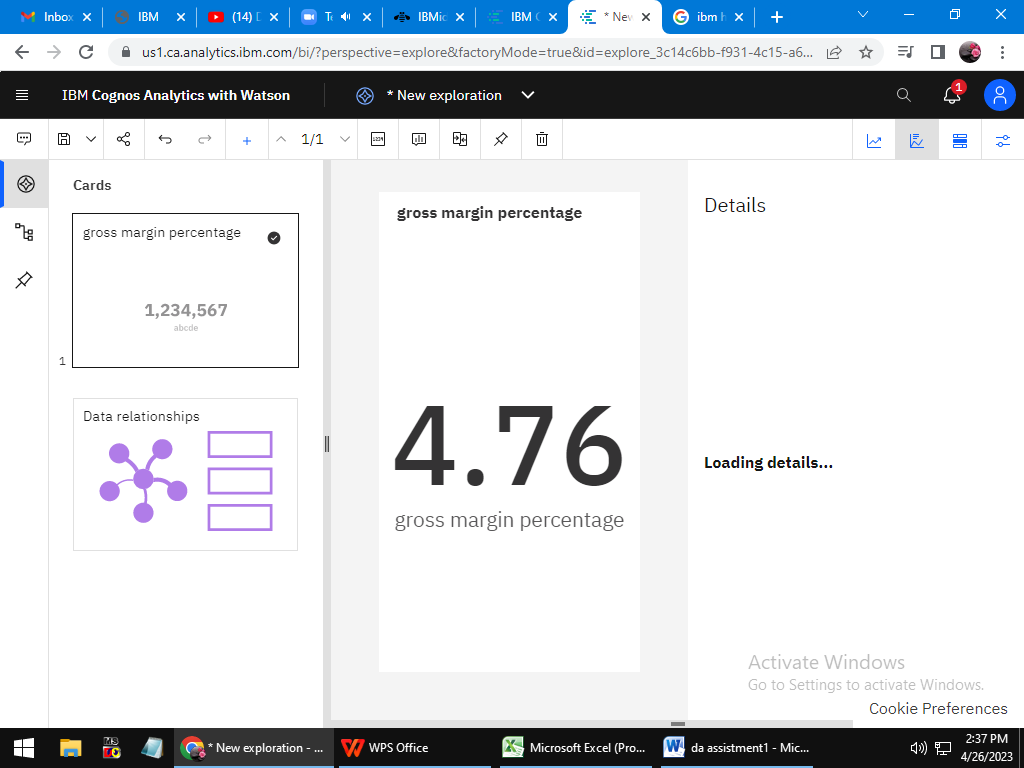 Inbox
IBM
(14)
IBMic
IBM
* New
ibm h
us1.ca.analytics.ibm.com/bi/?perspective=explore&factoryMode=true&id=explore_3c14c6bb-f931-4c15-a6...
IBM Cognos Analytics with Watson
* New exploration
1
1/1
Cards
gross margin percentage
1,234,567
abcde
1
Data relationships
gross margin percentage
4.76
gross margin percentage
Details
Loading details...
Activate Windows
Go to Settings to activate Windows.
Cookie Preferences
* New exploration - ...
WPS Office
Microsoft Excel (Pro...
da assistment1 - Mic...
2:37 PM
4/26/2023